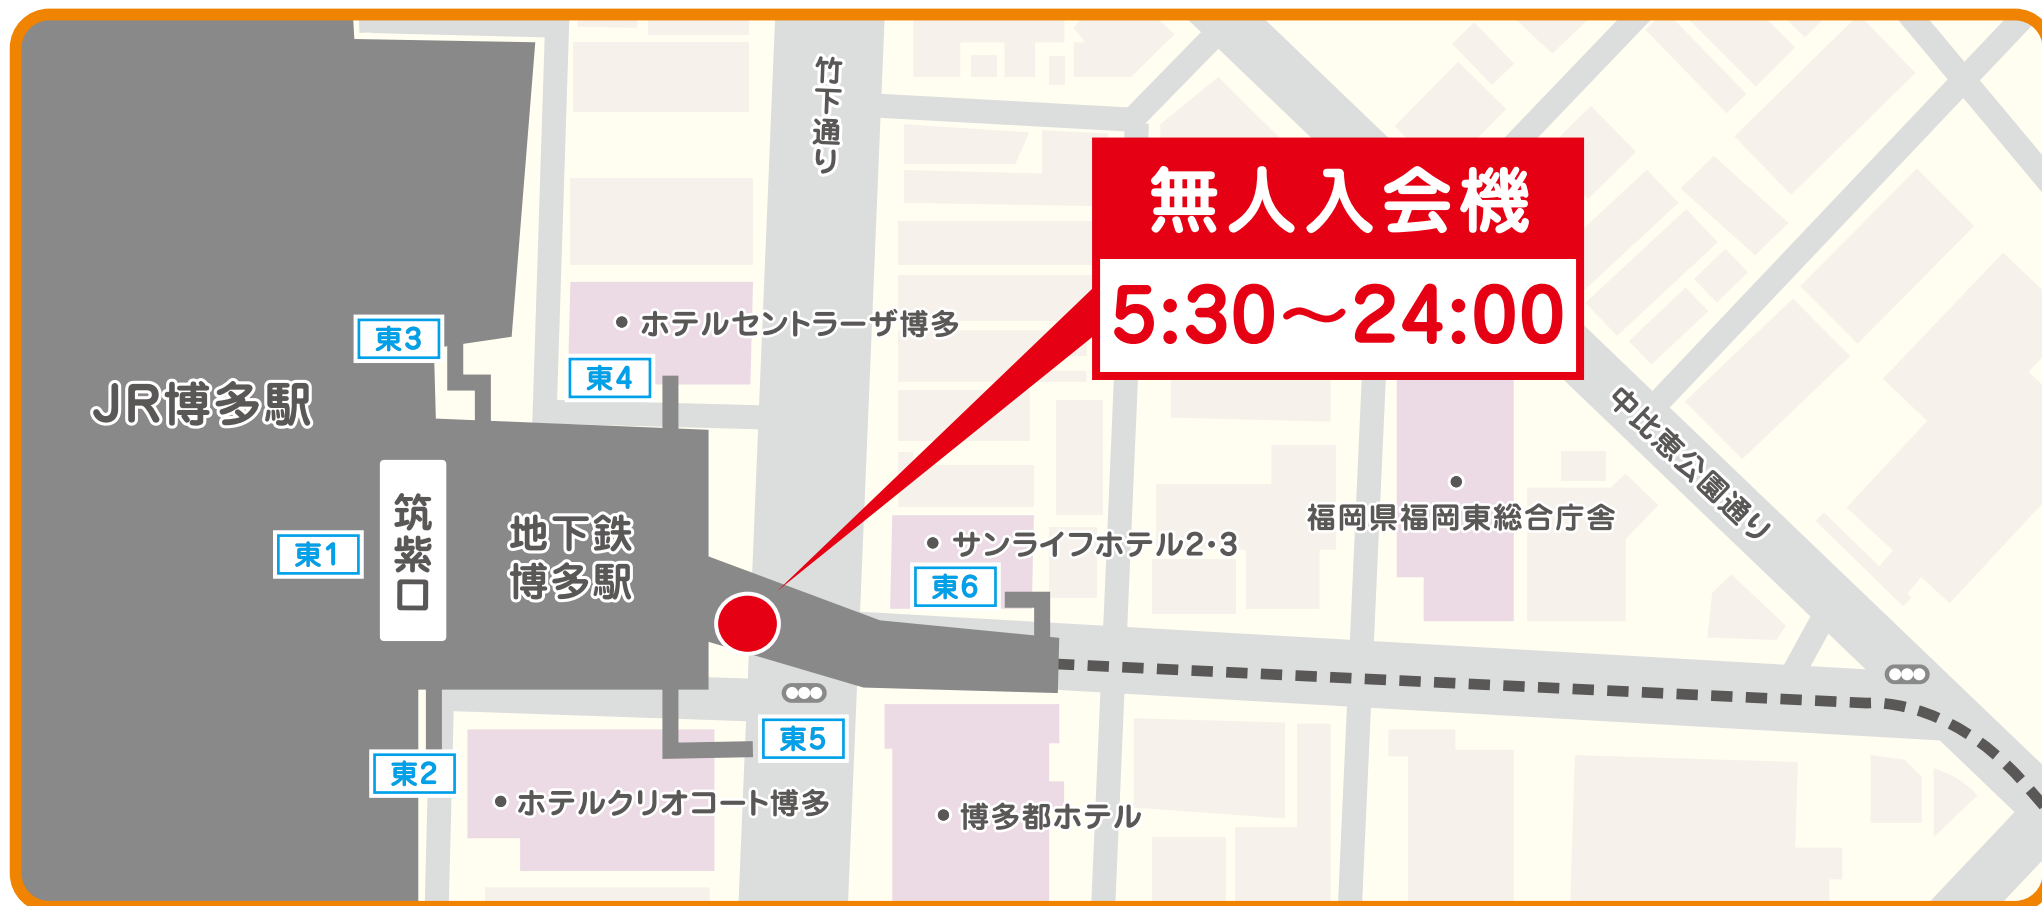 竹下通り
無人入会機
5:30～24:00
ホテルセントラーザ博多
東3
東4
JR博多駅
中比恵公園通り
筑紫口
地下鉄
博多駅
東1
福岡県福岡東総合庁舎
サンライフホテル2・3
東6
東5
東2
ホテルクリオコート博多
博多都ホテル